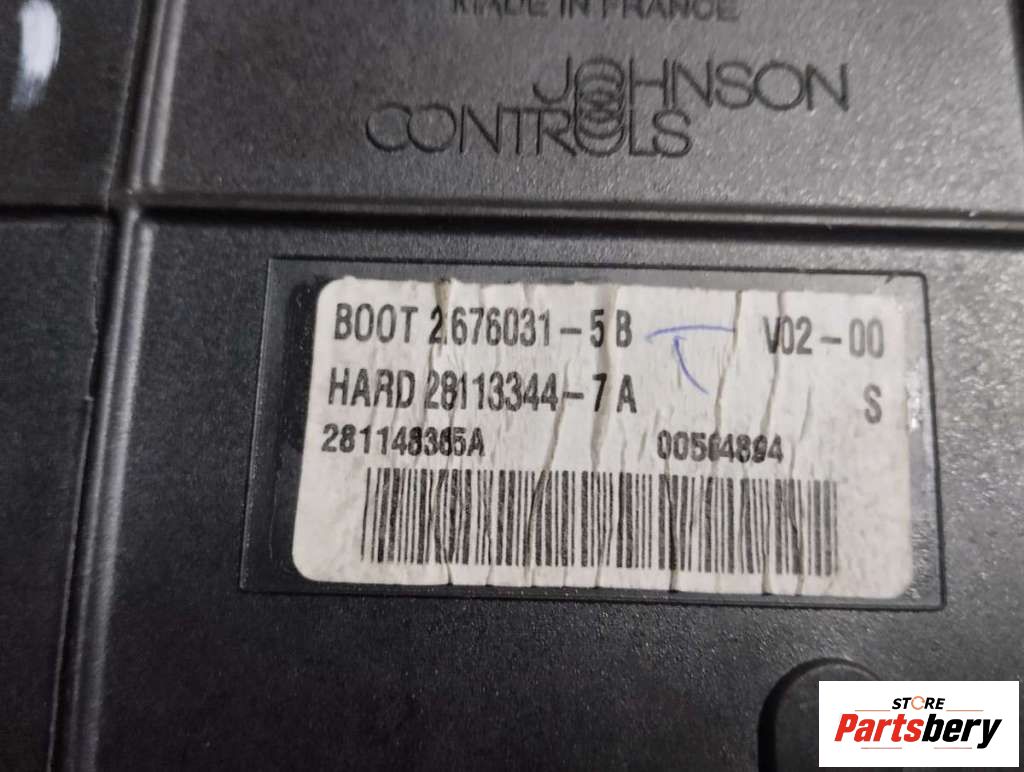 MADE IN FRANCE
JOHNSON
CONTROLS
BOOT 2676031-5 B V02-00
HARD 28113344-7 A S
281148365A 00564894
STORE
Partsbery